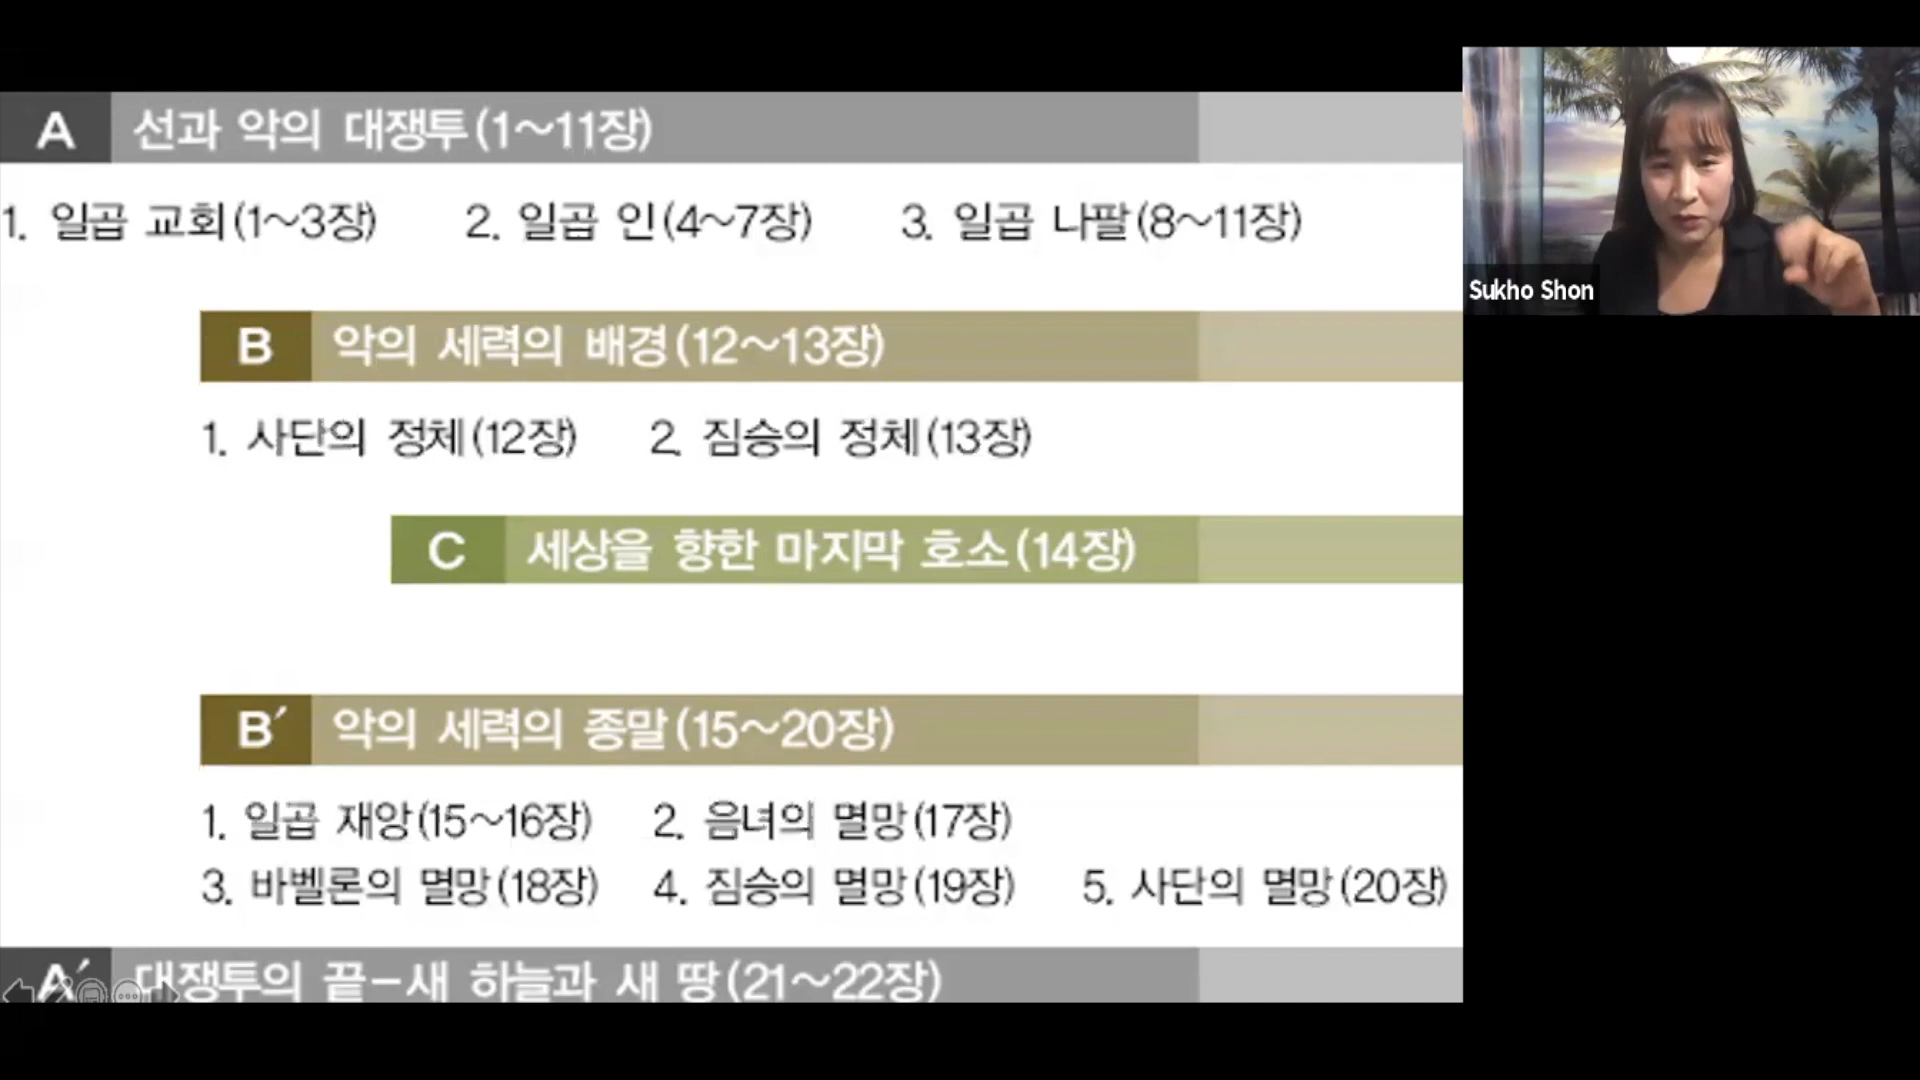 A 선과 악의 대쟁투(1~11장)
1. 일곱 교회(1~3장) 2. 일곱 인(4~7장) 3. 일곱 나팔(8~11장)
B 악의 세력의 배경(12~13장)
1. 사단의 정체(12장) 2. 짐승의 정체(13장)
C 세상을 향한 마지막 호소(14장)
B′ 악의 세력의 종말(15~20장)
1. 일곱 재앙(15~16장) 2. 음녀의 멸망(17장)
3. 바벨론의 멸망(18장) 4. 짐승의 멸망(19장) 5. 사단의 멸망(20장)
A′ 대쟁투의 끝-새 하늘과 새 땅(21~22장)
Sukho Shon